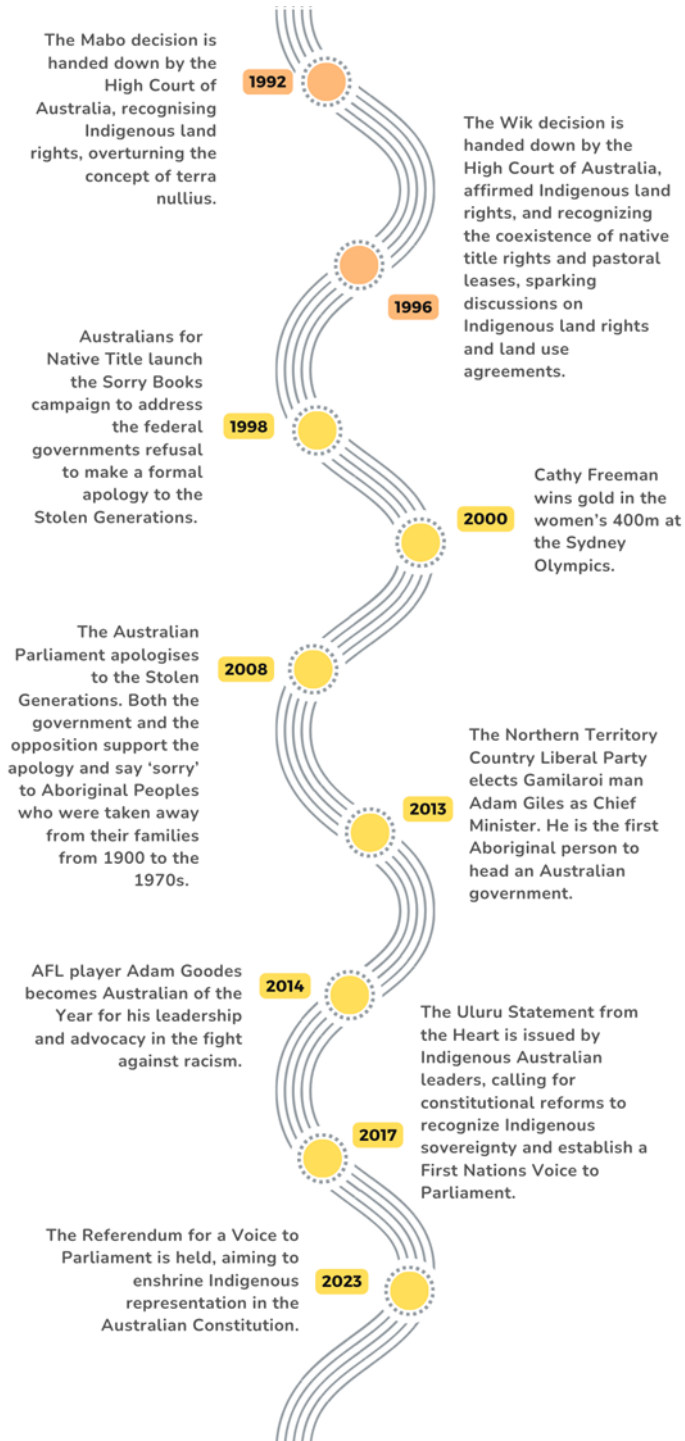 The Mabo decision is
handed down by the
High Court of
Australia, recognising
Indigenous land
rights, overturning the
concept of terra
nullius.
1992
The Wik decision is
handed down by the
High Court of Australia,
affirmed Indigenous land
rights, and recognizing
the coexistence of native
title rights and pastoral
leases, sparking
discussions on
Indigenous land rights
and land use
agreements.
1996
Australians for
Native Title launch
the Sorry Books
campaign to address
the federal
governments refusal
to make a formal
apology to the
Stolen Generations.
1998
Cathy Freeman
wins gold in the
women's 400m at
the Sydney
Olympics.
2000
The Australian
Parliament apologises
to the Stolen
Generations. Both the
government and the
opposition support the
apology and say ‘sorry’
to Aboriginal Peoples
who were taken away
from their families
from 1900 to the
1970s.
2008
The Northern Territory
Country Liberal Party
elects Gamilaroi man
Adam Giles as Chief
Minister. He is the first
Aboriginal person to
head an Australian
government.
2013
AFL player Adam Goodes
becomes Australian of the
Year for his leadership
and advocacy in the fight
against racism.
2014
The Uluru Statement from
the Heart is issued by
Indigenous Australian
leaders, calling for
constitutional reforms to
recognize Indigenous
sovereignty and establish a
First Nations Voice to
Parliament.
2017
The Referendum for a Voice to
Parliament is held, aiming to
enshrine Indigenous
representation in the
Australian Constitution.
2023